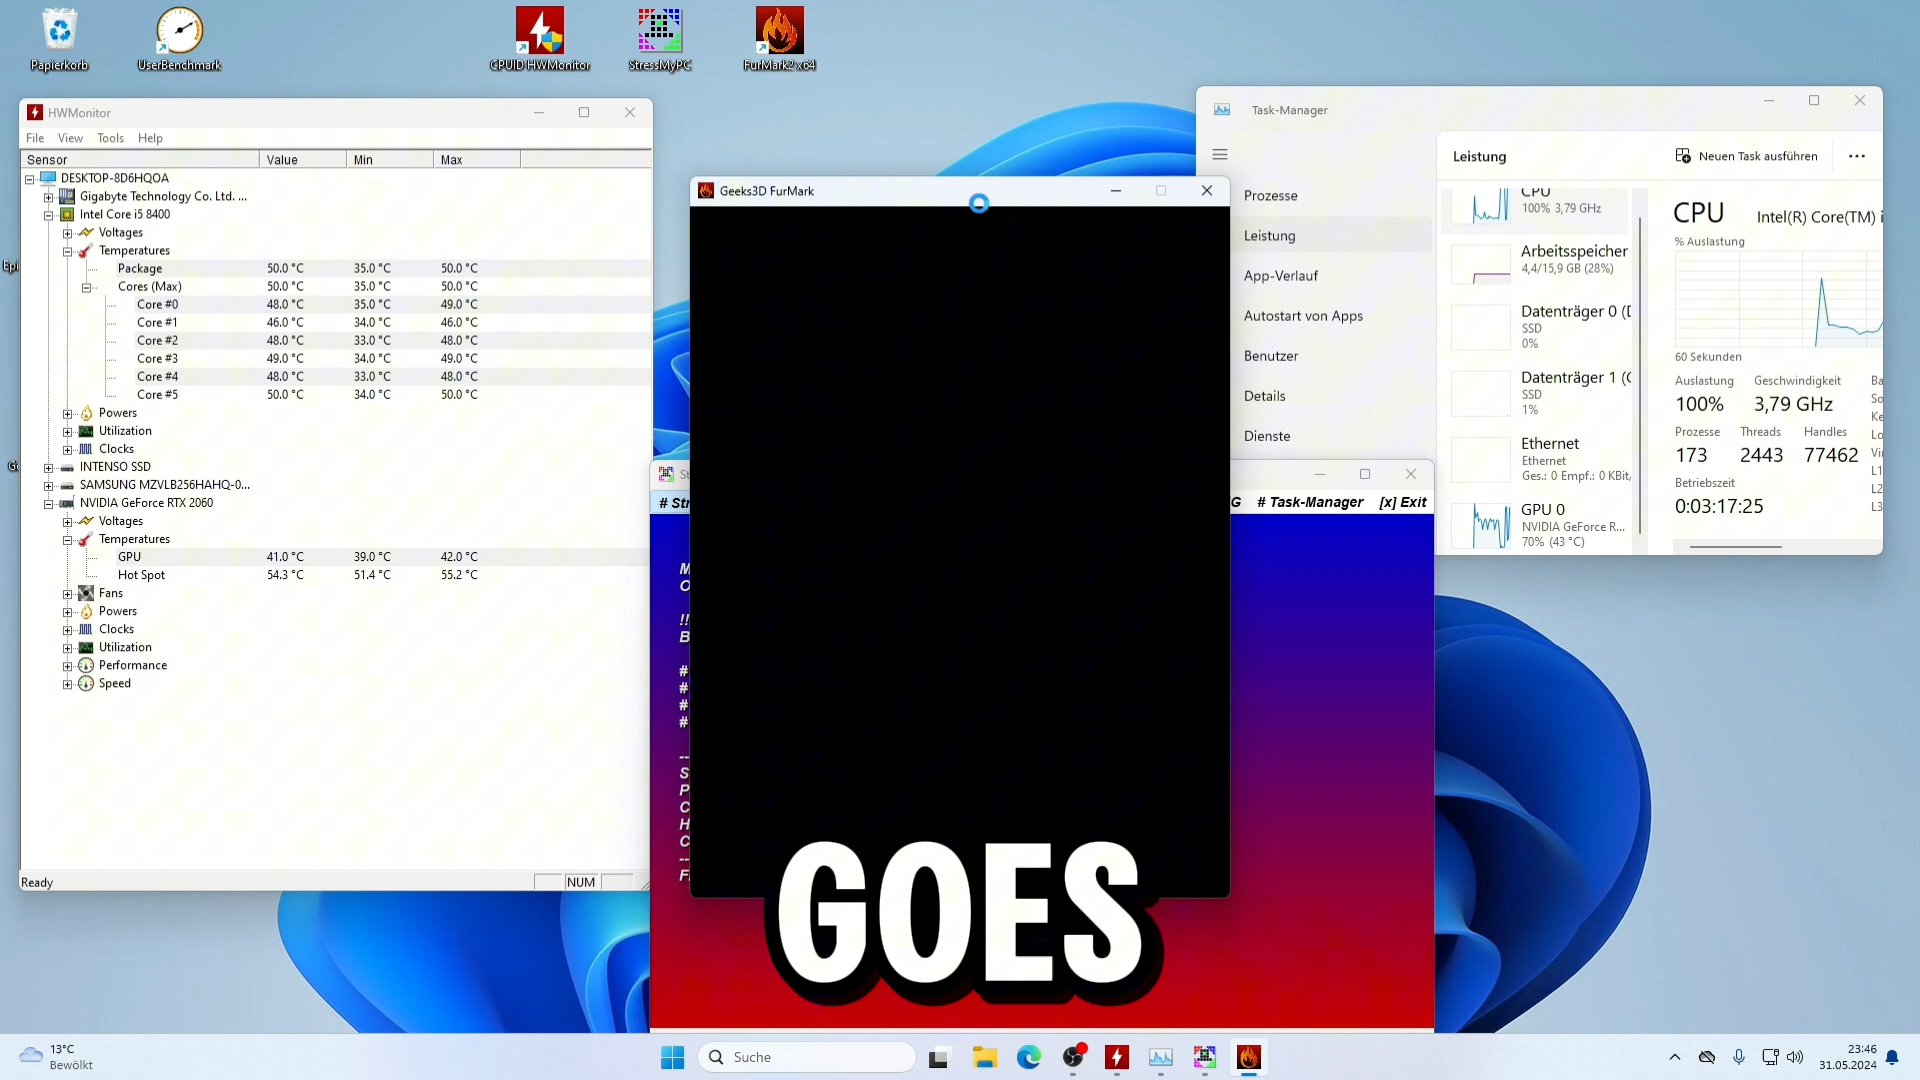 Papierkorb
UserBenchmark
CPUID HWMonitor
StressMyPC
FurMark2 x64
HWMonitor
File View Tools Help
Sensor Value Min Max
DESKTOP-8D6HQOA
Gigabyte Technology Co. Ltd. ...
Intel Core i5 8400
Voltages
Temperatures
Package 50.0 °C 35.0 °C 50.0 °C
Cores (Max) 50.0 °C 35.0 °C 50.0 °C
Core #0 48.0 °C 35.0 °C 49.0 °C
Core #1 46.0 °C 34.0 °C 46.0 °C
Core #2 48.0 °C 33.0 °C 48.0 °C
Core #3 49.0 °C 34.0 °C 49.0 °C
Core #4 48.0 °C 33.0 °C 48.0 °C
Core #5 50.0 °C 34.0 °C 50.0 °C
Powers
Utilization
Clocks
INTENSO SSD
SAMSUNG MZVLB256HAHQ-0...
NVIDIA GeForce RTX 2060
Voltages
Temperatures
GPU 41.0 °C 39.0 °C 42.0 °C
Hot Spot 54.3 °C 51.4 °C 55.2 °C
Fans
Powers
Clocks
Utilization
Performance
Speed
Ready NUM
Geeks3D FurMark
# Task-Manager [x] Exit
GOES
Task-Manager
Prozesse
Leistung
App-Verlauf
Autostart von Apps
Benutzer
Details
Dienste
Leistung
Neuen Task ausführen
CPU
100% 3,79 GHz
Arbeitsspeicher
4,4/15,9 GB (28%)
Datenträger 0 (
SSD
0%
Datenträger 1 (
SSD
1%
Ethernet
Ethernet
Ges.: 0 Empf.: 0 KBit/
GPU 0
NVIDIA GeForce R...
70% (43 °C)
CPU Intel(R) Core(TM) i
% Auslastung
60 Sekunden
Auslastung Geschwindigkeit
100% 3,79 GHz
Prozesse Threads Handles
173 2443 77462
Betriebszeit
0:03:17:25
13°C
Bewölkt
Suche
23:46
31.05.2024